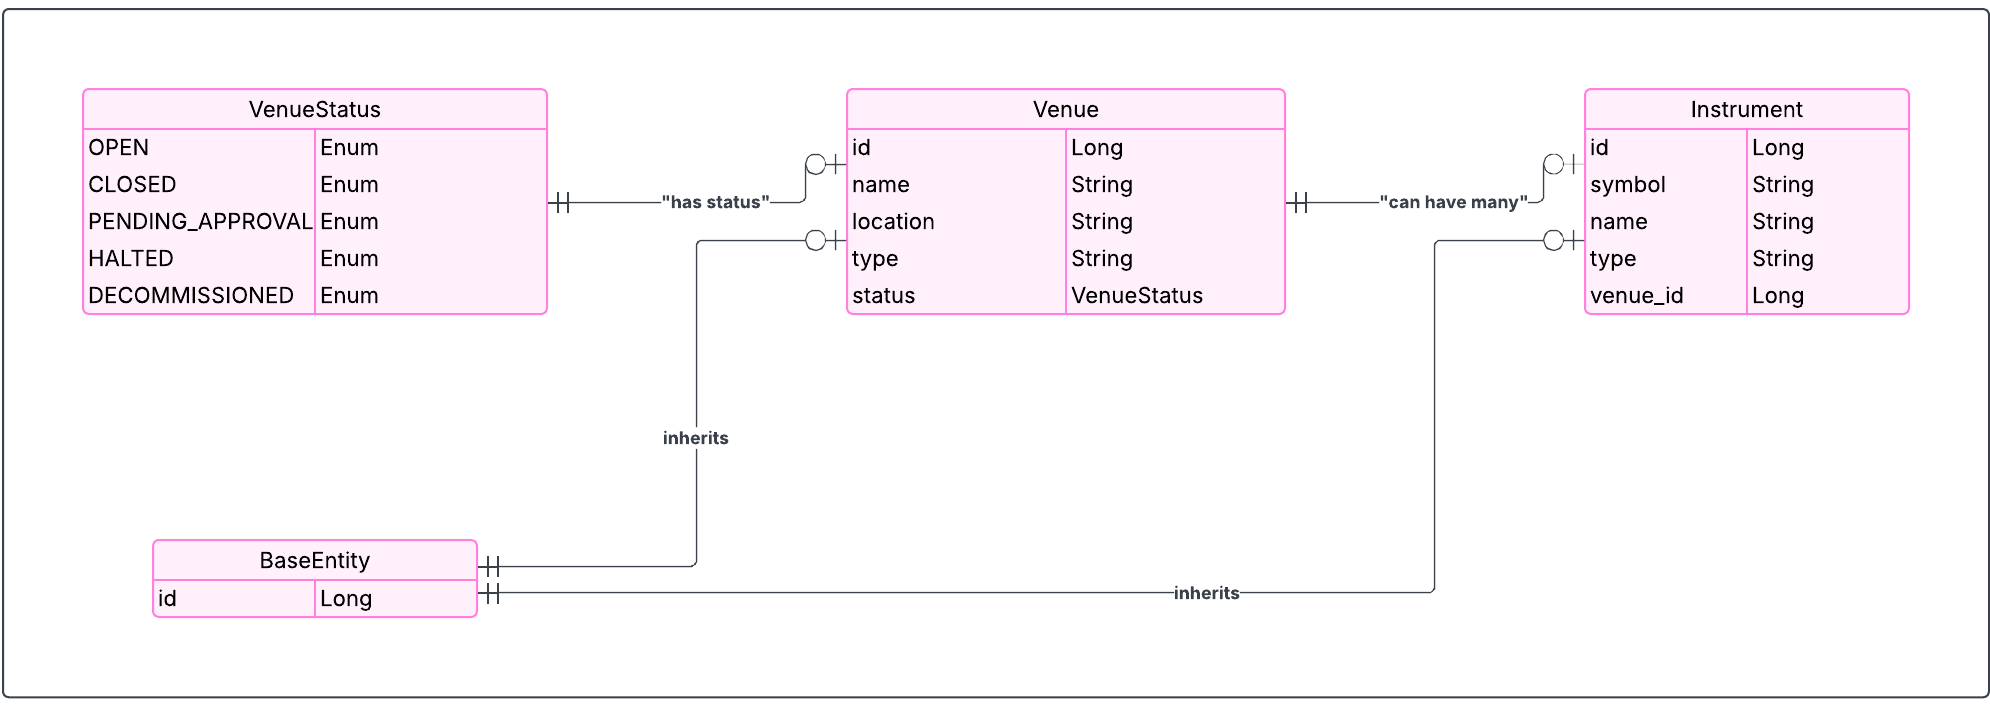 VenueStatus
OPEN Enum
CLOSED Enum
PENDING_APPROVAL Enum
HALTED Enum
DECOMMISSIONED Enum
"has status"
Venue
id Long
name String
location String
type String
status VenueStatus
"can have many"
Instrument
id Long
symbol String
name String
type String
venue_id Long
inherits
BaseEntity
id Long
inherits